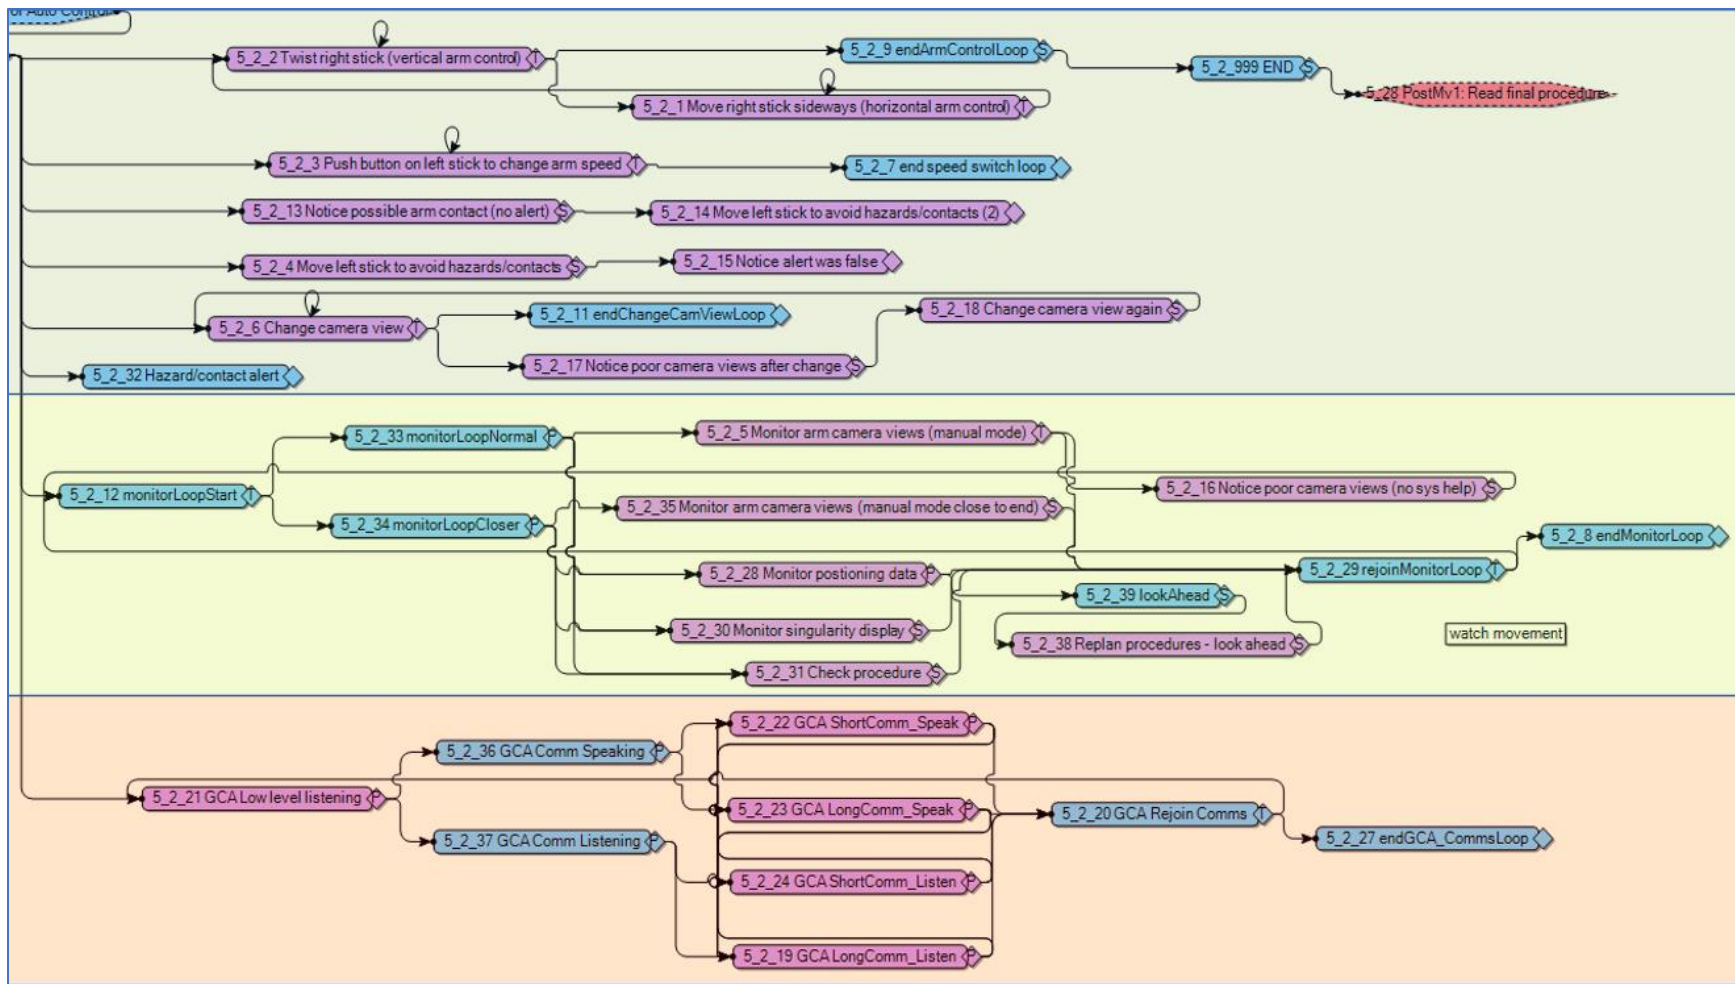 or Auto Control
5_2_2 Twist right stick (vertical arm control) T
5_2_9 endArmControlLoop S
5_2_999 END S
5_28 PostMv1: Read final procedure
5_2_1 Move right stick sideways (horizontal arm control) T
5_2_3 Push button on left stick to change arm speed T
5_2_7 end speed switch loop
5_2_13 Notice possible arm contact (no alert) S
5_2_14 Move left stick to avoid hazards/contacts (2)
5_2_4 Move left stick to avoid hazards/contacts S
5_2_15 Notice alert was false
5_2_6 Change camera view T
5_2_11 endChangeCamViewLoop
5_2_18 Change camera view again S
5_2_17 Notice poor camera views after change S
5_2_32 Hazard/contact alert
5_2_33 monitorLoopNormal P
5_2_5 Monitor arm camera views (manual mode) T
5_2_12 monitorLoopStart T
5_2_16 Notice poor camera views (no sys help) S
5_2_34 monitorLoopCloser P
5_2_35 Monitor arm camera views (manual mode close to end) S
5_2_8 endMonitorLoop
5_2_28 Monitor postioning data P
5_2_29 rejoinMonitorLoop T
5_2_39 lookAhead S
5_2_30 Monitor singularity display S
5_2_38 Replan procedures - look ahead S
watch movement
5_2_31 Check procedure S
5_2_22 GCA ShortComm_Speak P
5_2_36 GCA Comm Speaking P
5_2_21 GCA Low level listening P
5_2_23 GCA LongComm_Speak P
5_2_20 GCA Rejoin Comms T
5_2_37 GCA Comm Listening P
5_2_27 endGCA_CommsLoop
5_2_24 GCA ShortComm_Listen P
5_2_19 GCA LongComm_Listen P